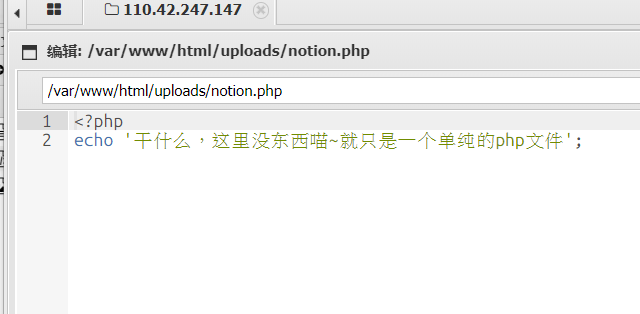 110.42.247.147
编辑: /var/www/html/uploads/notion.php
/var/www/html/uploads/notion.php
1 <?php
2 echo '干什么，这里没东西喵~就只是一个单纯的php文件';